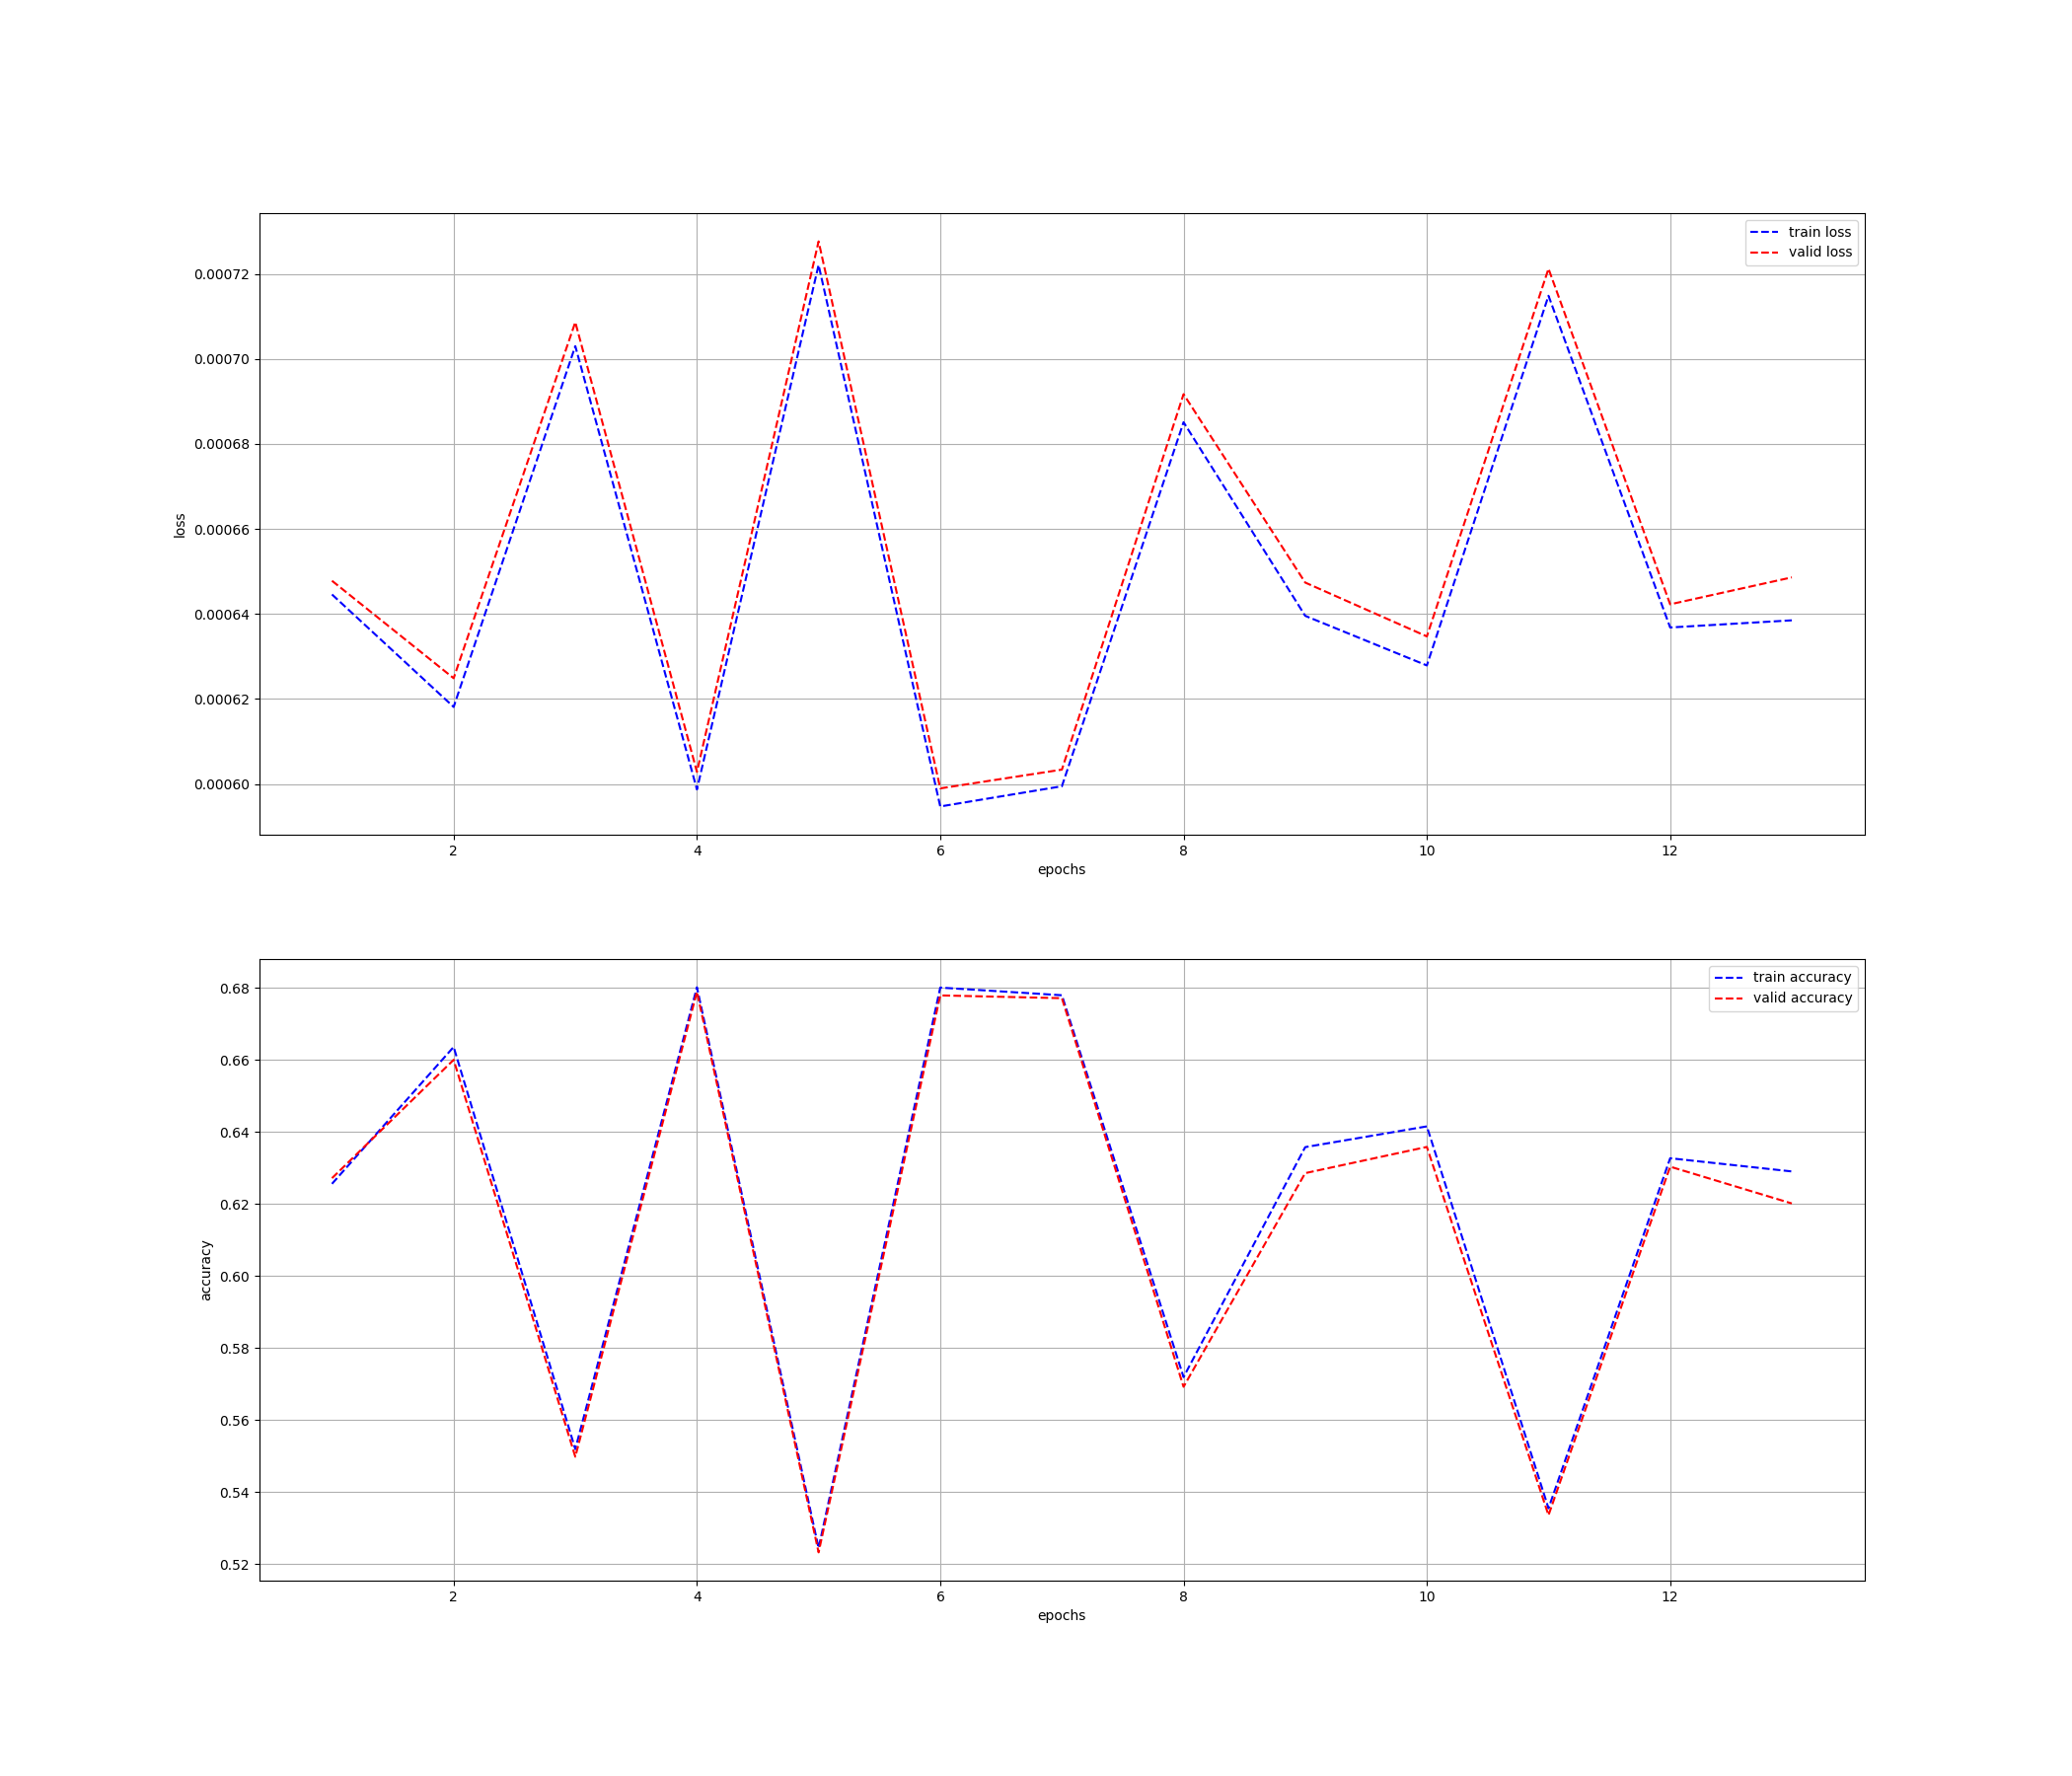 train loss
valid loss
0.00072
0.00070
0.00068
0.00066
0.00064
0.00062
0.00060
loss
2 4 6 8 10 12
epochs
train accuracy
valid accuracy
0.68
0.66
0.64
0.62
0.60
0.58
0.56
0.54
0.52
accuracy
2 4 6 8 10 12
epochs